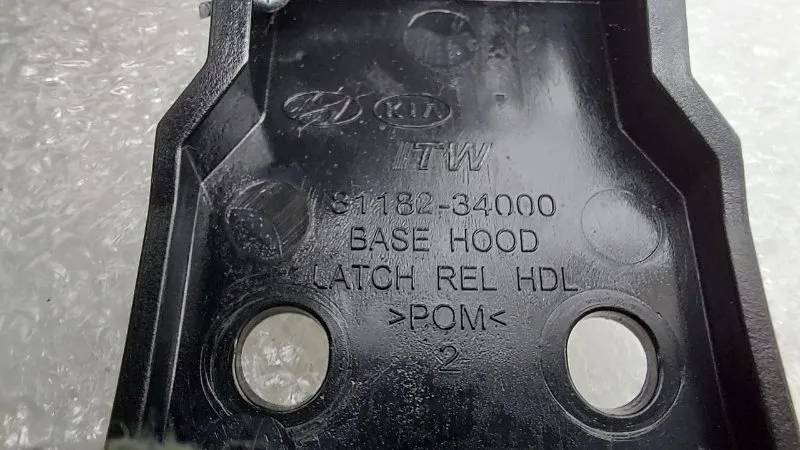 KIA
ITW
81182-34000
BASE HOOD
LATCH REL HDL
>POM<
2